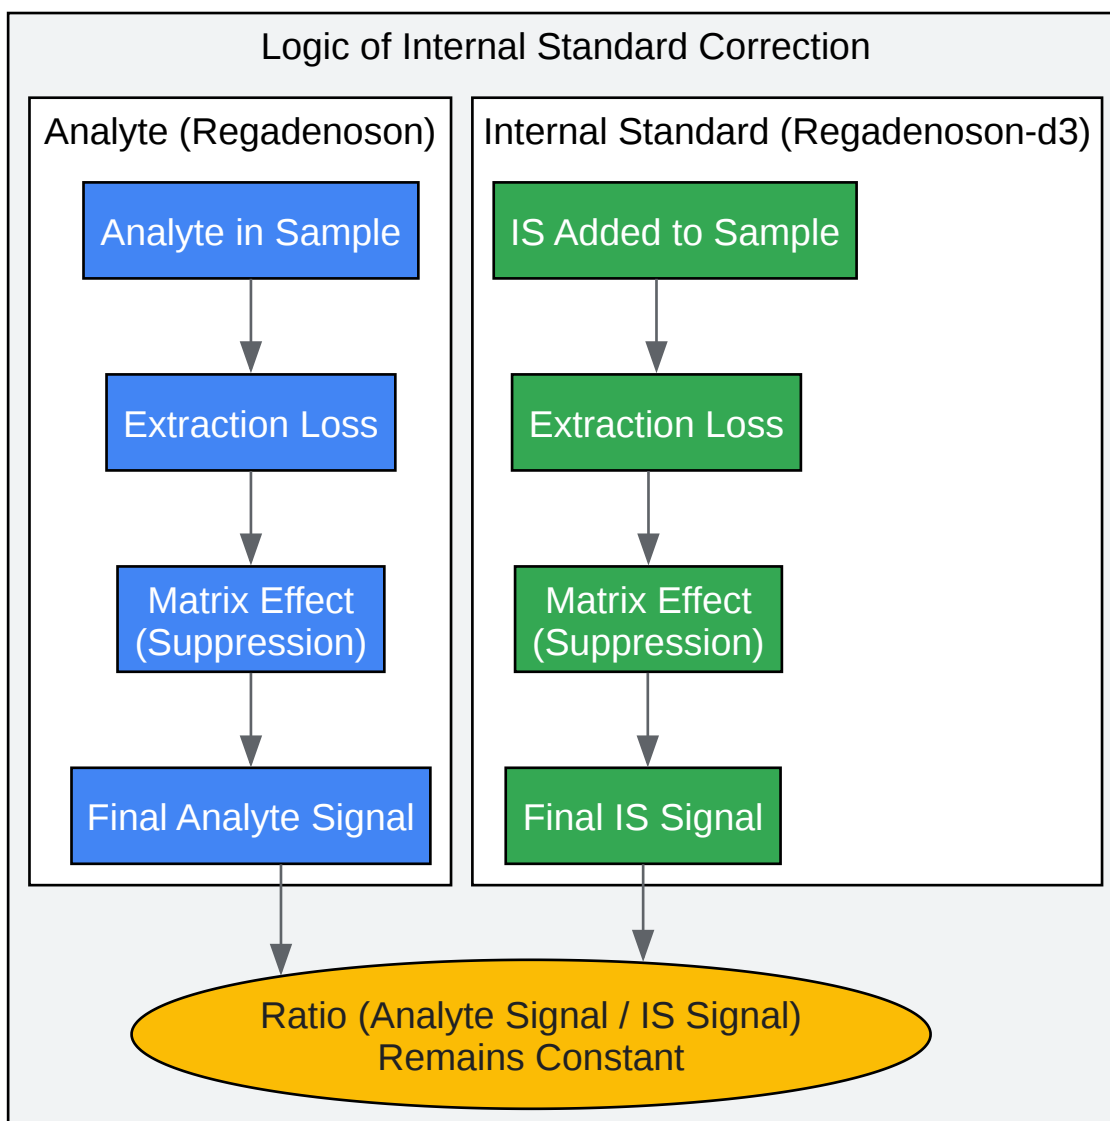 Logic of Internal Standard Correction
Analyte (Regadenoson)
Analyte in Sample
Extraction Loss
Matrix Effect
(Suppression)
Final Analyte Signal
Internal Standard (Regadenoson-d3)
IS Added to Sample
Extraction Loss
Matrix Effect
(Suppression)
Final IS Signal
Ratio (Analyte Signal / IS Signal)
Remains Constant